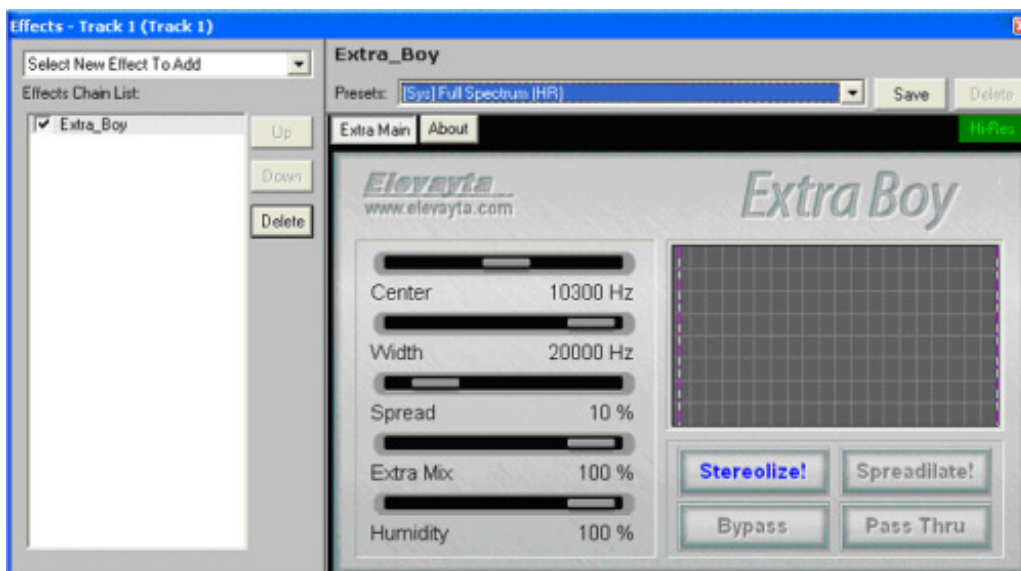 Effects - Track 1 (Track 1)
Select New Effect To Add
Effects Chain List:
Extra_Boy
Up
Down
Delete
Extra_Boy
Presets: [Sys] Full Spectrum (HR)
Save
Delete
Extra Main
About
Hi-Res
Elevayta
www.elevayta.com
Extra Boy
Center 10300 Hz
Width 20000 Hz
Spread 10 %
Extra Mix 100 %
Humidity 100 %
Stereolize!
Spreadilate!
Bypass
Pass Thru